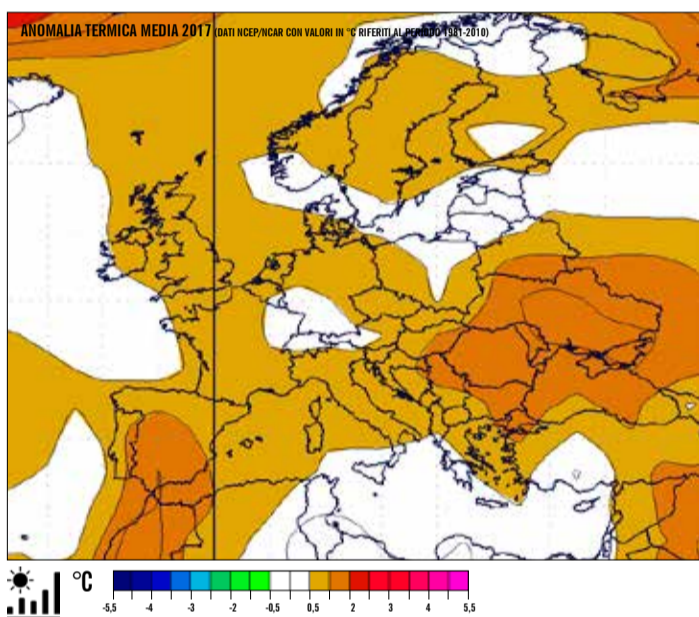 ANOMALIA TERMICA MEDIA 2017 (DATI NCEP/NCAR CON VALORI IN °C RIFERITI AL PERIODO 1981-2010)
°C
-5,5 -4 -3 -2 -0,5 0,5 2 3 4 5,5